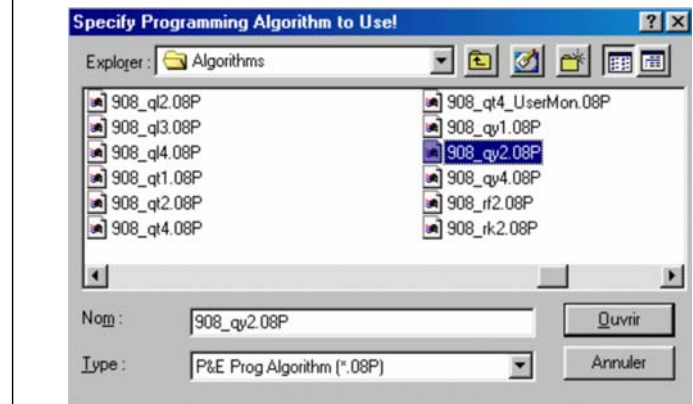 Specify Programming Algorithm to Use!
Explorer : Algorithms
908_ql2.08P
908_ql3.08P
908_ql4.08P
908_qt1.08P
908_qt2.08P
908_qt4.08P
908_qt4_UserMon.08P
908_qy1.08P
908_qy2.08P
908_qy4.08P
908_rf2.08P
908_rk2.08P
Nom : 908_qy2.08P Ouvrir
Type : P&E Prog Algorithm (*.08P) Annuler